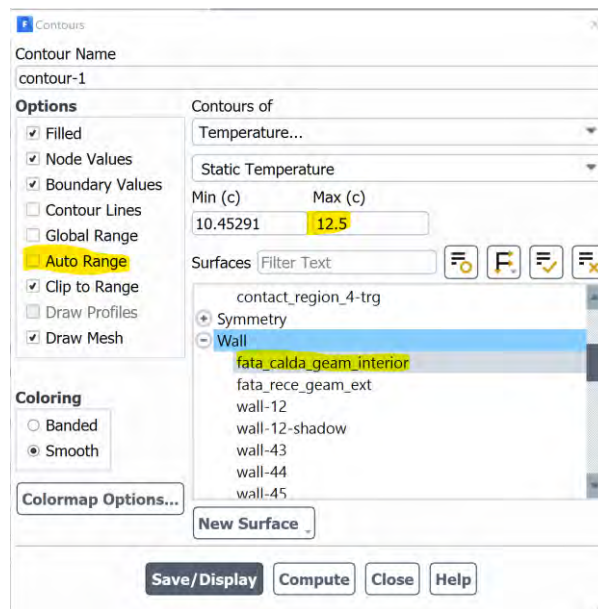 Contours
Contour Name
contour-1
Options
Filled
Node Values
Boundary Values
Contour Lines
Global Range
Auto Range
Clip to Range
Draw Profiles
Draw Mesh
Coloring
Banded
Smooth
Colormap Options...
Contours of
Temperature...
Static Temperature
Min (c) Max (c)
10.45291 12.5
Surfaces Filter Text
contact_region_4-trg
Symmetry
Wall
fata_calda_geam_interior
fata_rece_geam_ext
wall-12
wall-12-shadow
wall-43
wall-44
wall-45
New Surface
Save/Display Compute Close Help